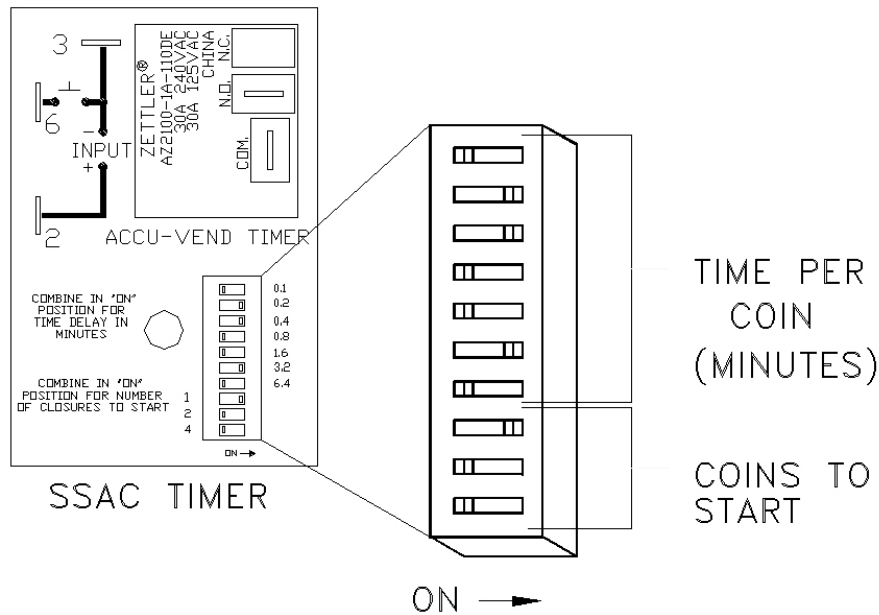 3
6
INPUT
-
+
2
ZETTLER®
AZ2100-1A-110DE
30A 240VAC
30A 125VAC
CHINA
N.C.
N.O.
COM.
ACCU-VEND TIMER
COMBINE IN "ON"
POSITION FOR
TIME DELAY IN
MINUTES
0.1
0.2
0.4
0.8
1.6
3.2
6.4
COMBINE IN "ON"
POSITION FOR NUMBER
OF CLOSURES TO START
1
2
4
ON
SSAC TIMER
TIME PER
COIN
(MINUTES)
COINS TO
START
ON